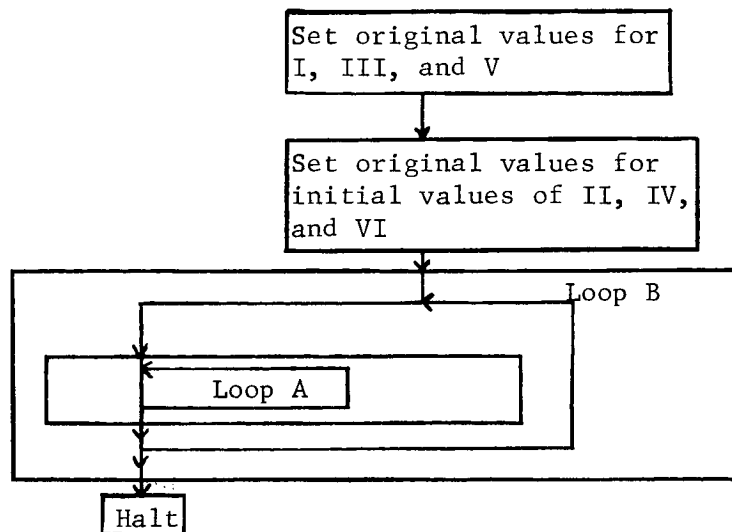 Set original values for
I, III, and V
Set original values for
initial values of II, IV,
and VI
Loop B
Loop A
Halt